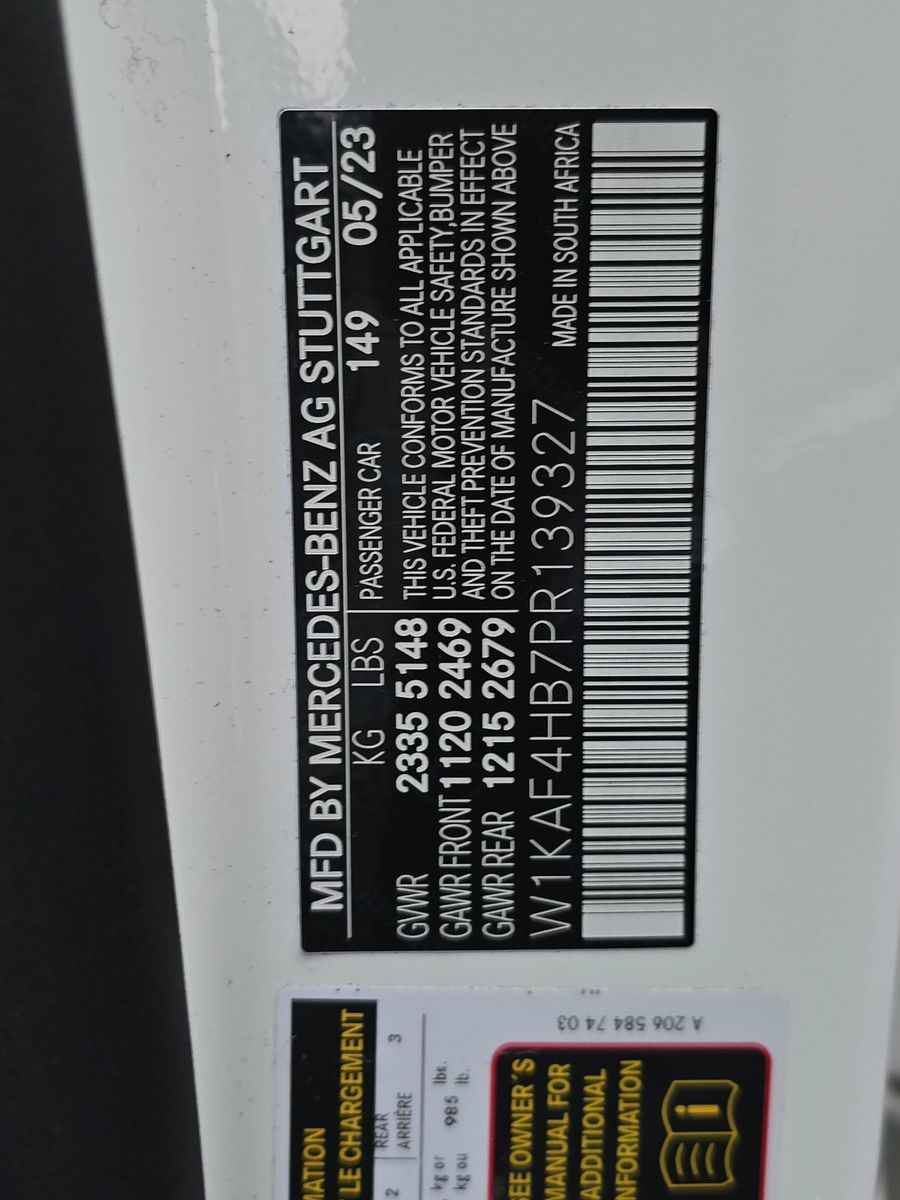 MFD BY MERCEDES-BENZ AG STUTTGART
KG LBS PASSENGER CAR 149 05/23
GVWR 2335 5148 THIS VEHICLE CONFORMS TO ALL APPLICABLE
GAWR FRONT 1120 2469 U.S. FEDERAL MOTOR VEHICLE SAFETY,BUMPER
GAWR REAR 1215 2679 AND THEFT PREVENTION STANDARDS IN EFFECT
ON THE DATE OF MANUFACTURE SHOWN ABOVE
W1KAF4HB7PR139327 MADE IN SOUTH AFRICA
LE CHARGEMENT
2 REAR 3
ARRIÈRE
kg or 985 lbs.
kg ou lb.
A 206 584 74 03
OWNER'S
MANUAL FOR
ADDITIONAL
i